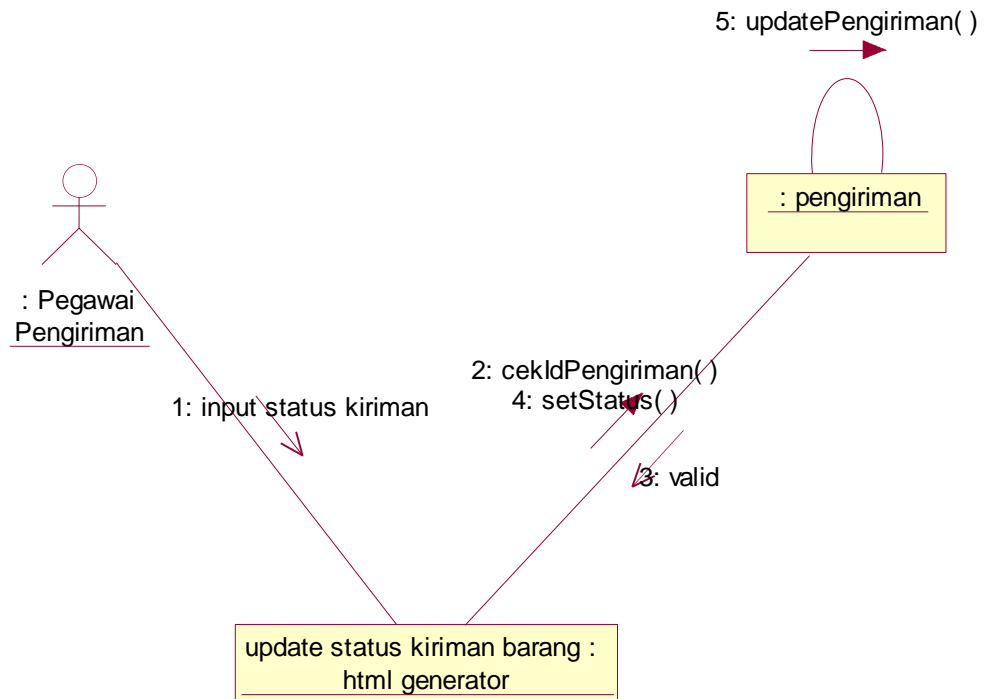 5: updatePengiriman( )
: pengiriman
: Pegawai
Pengiriman
2: cekIdPengiriman( )
4: setStatus( )
1: input status kiriman
3: valid
update status kiriman barang :
html generator